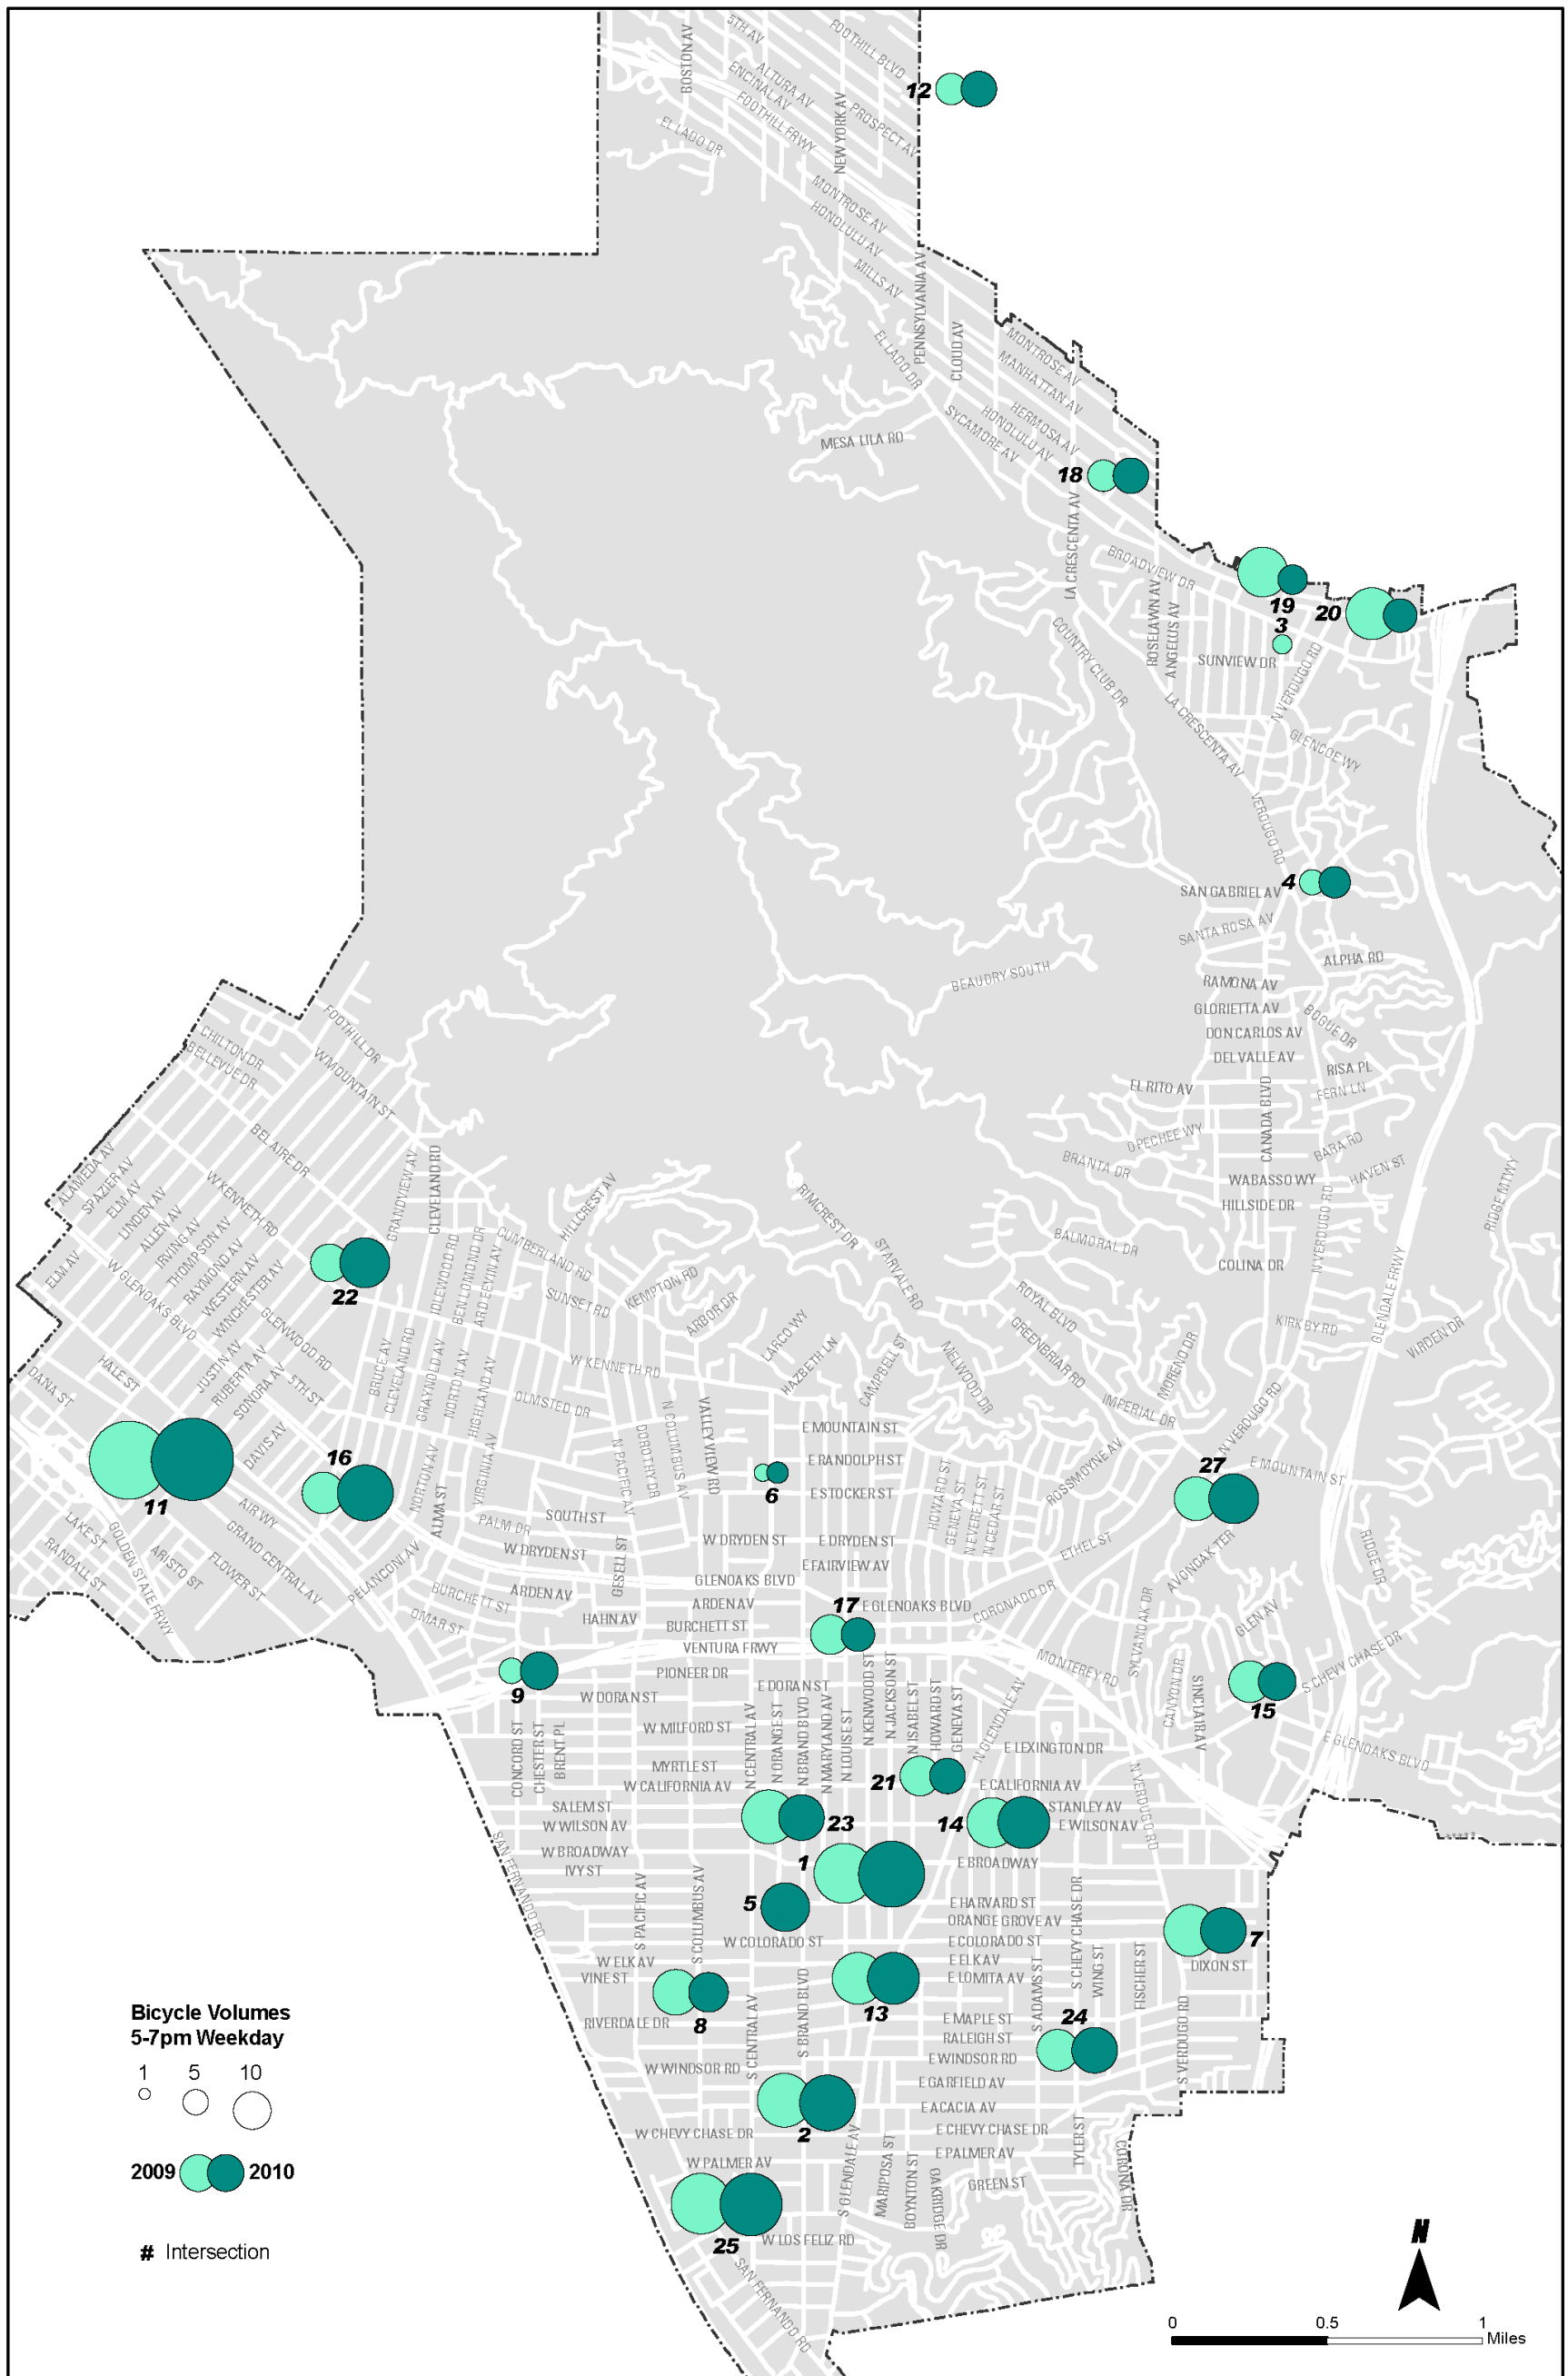 BOSTON AV
5TH AV
ALTURA AV
ENCINAL AV
FOOTHILL FRWY
FOOTHILL BLVD
PROSPECT AV
NEW YORK AV
EL LADO DR
12
MONTROSE AV
HONOLULU AV
MILLS AV
PENNSYLVANIA AV
EL LADO DR
CLOUD AV
MONTROSE AV
MANHATTAN AV
HERMOSA AV
HONOLULU AV
SYCAMORE AV
MESA LILA RD
18
LA CRESCENTA AV
BROADVIEW DR
ROSELAWN AV
ANGELUS AV
19
20
3
SUNVIEW DR
N VERDUGO RD
COUNTRY CLUB DR
LA CRESCENTA AV
GLENCOE WY
VERDUGO RD
4
SAN GABRIEL AV
SANTA ROSA AV
ALPHA RD
BEAUDRY SOUTH
RAMONA AV
GLORIETTA AV
BOGUE DR
DON CARLOS AV
DEL VALLE AV
RISA PL
EL RITO AV
FERN LN
CANADA BLVD
OPECHEE WY
BARA RD
BRANTA DR
HAVEN ST
WABASSO WY
HILLSIDE DR
RIDGE MTWY
N VERDUGO RD
BALMORAL DR
COLINA DR
GLENDALE FRWY
KIRKBY RD
VIRDEN DR
CHILTON DR
BELLEVUE DR
FOOTHILL DR
W MOUNTAIN ST
BEL AIRE DR
W KENNETH RD
ALAMEDA AV
SPAZIER AV
ELM AV
LINDEN AV
ALLEN AV
IRVING AV
THOMPSON AV
RAYMOND AV
WESTERN AV
WINCHESTER AV
ELM AV
W GLENOAKS BLVD
GLENWOOD RD
GRANDVIEW AV
CLEVELAND RD
22
IDLEWOOD RD
BEN LOMOND DR
ARD EEVIN AV
CUMBERLAND RD
HILLCREST AV
SUNSET RD
KEMPTON RD
ARBOR DR
RIMCREST DR
STARVALE RD
ROYAL BLVD
GREENBRIAR RD
LARCO WY
HAZBETH LN
CAMPBELL ST
MELWOOD DR
MORENO DR
IMPERIAL DR
N VERDUGO RD
JUSTIN AV
RUBERTA AV
SONORA AV
5TH ST
HALE ST
DANA ST
BRUCE AV
CLEVELAND RD
GRAYNOLD AV
NORTON AV
HIGHLAND AV
W KENNETH RD
OLMSTED DR
DAVIS AV
11
16
AIR WY
NORTON AV
ALMA ST
VIRGINIA AV
N PACIFIC AV
DOROTHY DR
N COLUMBUS AV
VALLEY VIEW RD
E MOUNTAIN ST
E RANDOLPH ST
6
E STOCKER ST
ROSSMOYNE AV
27
E MOUNTAIN ST
SOUTH ST
PALM DR
W DRYDEN ST
W DRYDEN ST
E DRYDEN ST
HOWARD ST
GENEVA ST
N EVERETT ST
N CEDAR ST
ETHEL ST
AVONOAK TER
RIDGE DR
LAKE ST
RANDALL ST
GOLDEN STATE FRWY
ARISTO ST
FLOWER ST
GRAND CENTRAL AV
PELANCONI AV
GESELL ST
E FAIRVIEW AV
GLENOAKS BLVD
BURCHETT ST
ARDEN AV
ARDEN AV
17
E GLENOAKS BLVD
CORONADO DR
OMAR ST
HAHN AV
BURCHETT ST
VENTURA FRWY
SYLVANOAK DR
GLEN AV
MONTEREY RD
S CHEVY CHASE DR
9
PIONEER DR
E DORAN ST
W DORAN ST
CANYON DR
SINCLAIR AV
15
CONCORD ST
CHESTER ST
BRENT PL
W MILFORD ST
N CENTRAL AV
N ORANGE ST
N BRAND BLVD
N MARYLAND AV
N LOUISE ST
N KENWOOD ST
N JACKSON ST
N ISABEL ST
HOWARD ST
GENEVA ST
N GLENDALE AV
E LEXINGTON DR
E GLENOAKS BLVD
MYRTLE ST
W CALIFORNIA AV
21
E CALIFORNIA AV
N VERDUGO RD
SALEM ST
W WILSON AV
23
14
STANLEY AV
E WILSON AV
W BROADWAY
IVY ST
1
E BROADWAY
SAN FERNANDO RD
S PACIFIC AV
S COLUMBUS AV
5
E HARVARD ST
ORANGE GROVE AV
S CHEVY CHASE DR
W COLORADO ST
E COLORADO ST
7
W ELK AV
VINE ST
E ELK AV
E LOMITA AV
WING ST
FISCHER ST
DIXON ST
8
13
RIVERDALE DR
S CENTRAL AV
S BRAND BLVD
S ADAMS ST
E MAPLE ST
24
RALEIGH ST
W WINDSOR RD
E WINDSOR RD
S VERDUGO RD
E GARFIELD AV
E ACACIA AV
W CHEVY CHASE DR
2
E CHEVY CHASE DR
E PALMER AV
TYLER ST
CORONA DR
W PALMER AV
S GLENDALE AV
MARIPOSA ST
BOYNTON ST
OAKRIDGE DR
GREEN ST
25
W LOS FELIZ RD
SAN FERNANDO RD
Bicycle Volumes
5-7pm Weekday
1 5 10
2009 2010
# Intersection
N
0 0.5 1
Miles